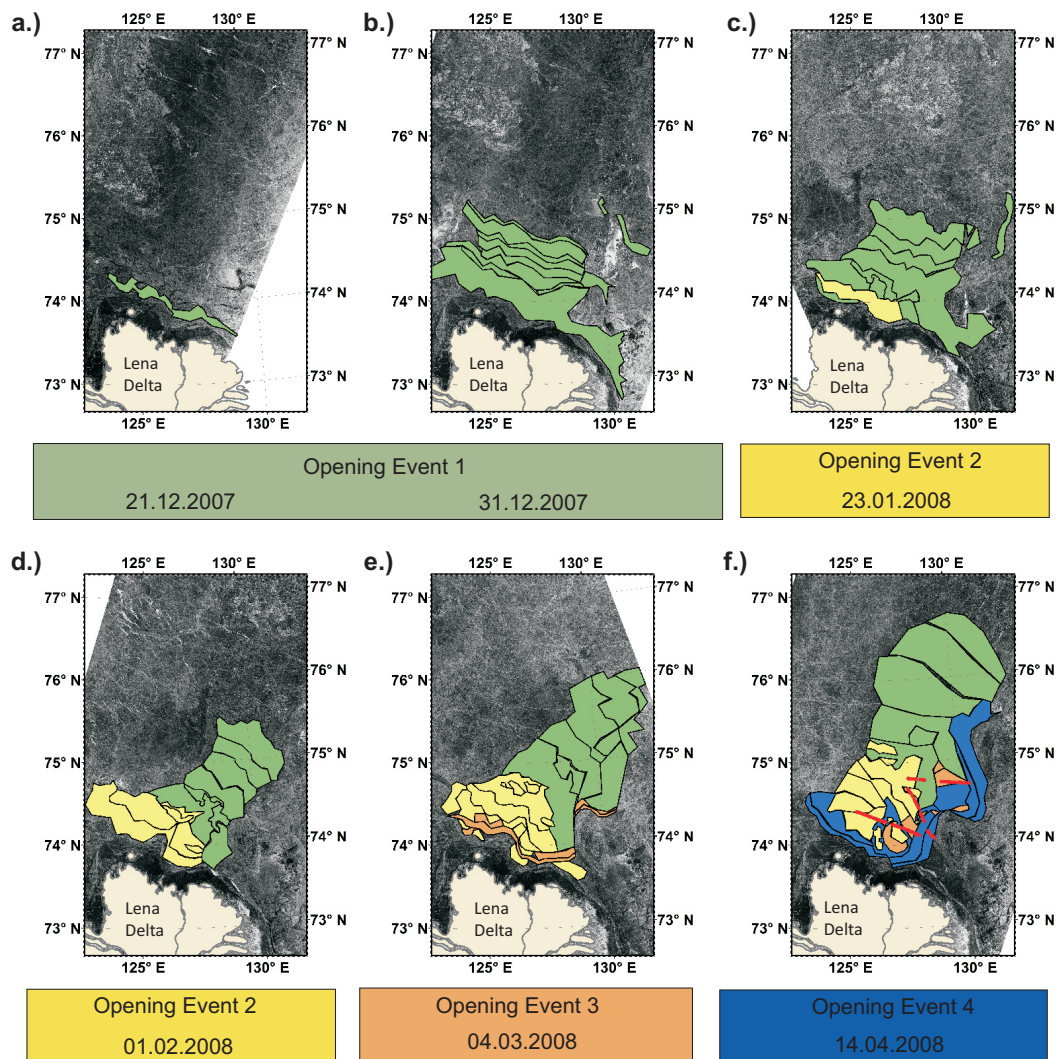 a.)
b.)
c.)
125° E 130° E
125° E 130° E
125° E 130° E
77° N 77° N
77° N 77° N
77° N 77° N
76° N 76° N
76° N 76° N
76° N 76° N
75° N 75° N
75° N 75° N
75° N 75° N
74° N 74° N
74° N 74° N
74° N 74° N
73° N 73° N
73° N 73° N
73° N 73° N
Lena
Delta
Lena
Delta
Lena
Delta
125° E 130° E
125° E 130° E
125° E 130° E
Opening Event 1
21.12.2007 31.12.2007
Opening Event 2
23.01.2008
d.)
e.)
f.)
125° E 130° E
125° E 130° E
125° E 130° E
77° N 77° N
77° N 77° N
77° N 77° N
76° N 76° N
76° N 76° N
76° N 76° N
75° N 75° N
75° N 75° N
75° N 75° N
74° N 74° N
74° N 74° N
74° N 74° N
73° N 73° N
73° N 73° N
73° N 73° N
Lena
Delta
Lena
Delta
Lena
Delta
125° E 130° E
125° E 130° E
125° E 130° E
Opening Event 2
01.02.2008
Opening Event 3
04.03.2008
Opening Event 4
14.04.2008